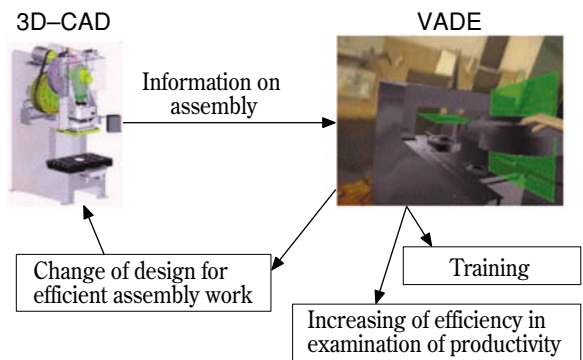 3D–CAD
VADE
Information on
assembly
Change of design for
efficient assembly work
Training
Increasing of efficiency in
examination of productivity